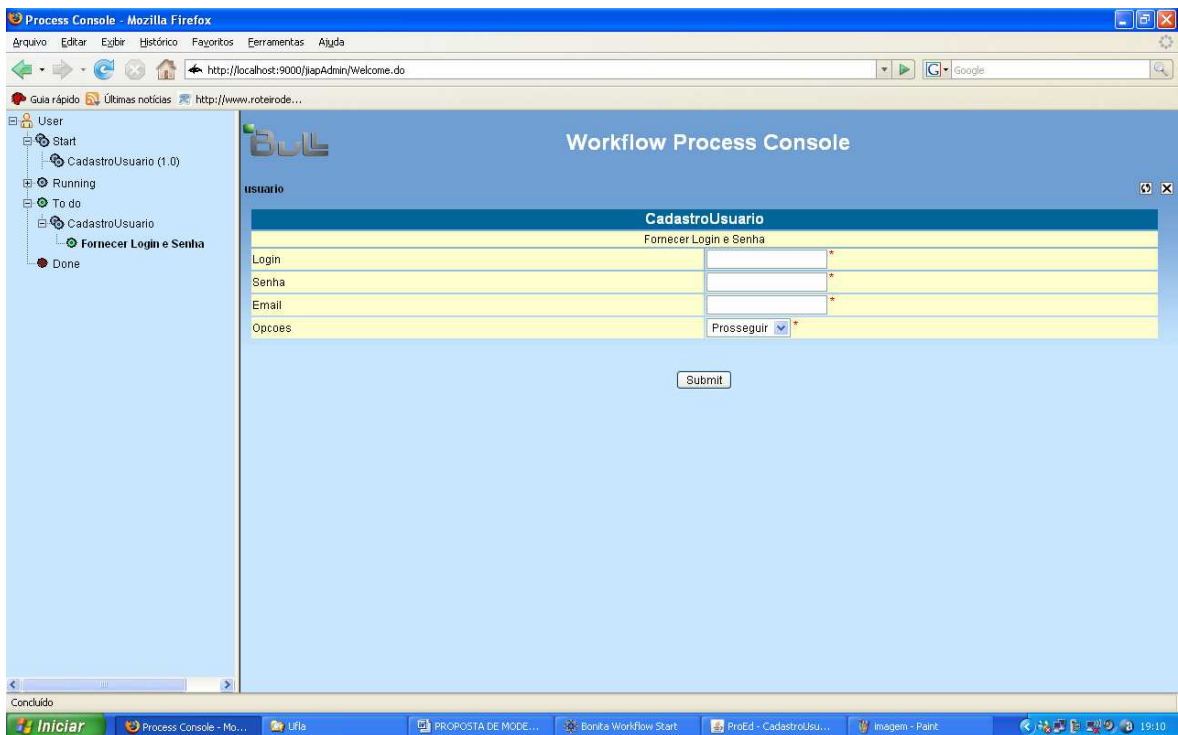 Process Console - Mozilla Firefox
Arquivo Editar Exibir Histórico Favoritos Ferramentas Ajuda
http://localhost:9000/jiapAdmin/Welcome.do
G Google
Guia rápido Últimas notícias http://www.roteirode...
User
Start
CadastroUsuario (1.0)
Running
To do
CadastroUsuario
Fornecer Login e Senha
Done
Bull
Workflow Process Console
usuario
CadastroUsuario
Fornecer Login e Senha
Login *
Senha *
Email *
Opcoes Prosseguir *
Submit
Concluído
Iniciar Process Console - Mo... Ufla PROPOSTA DE MODE... Bonita Workflow Start ProEd - CadastroUsu... imagem - Paint 19:10